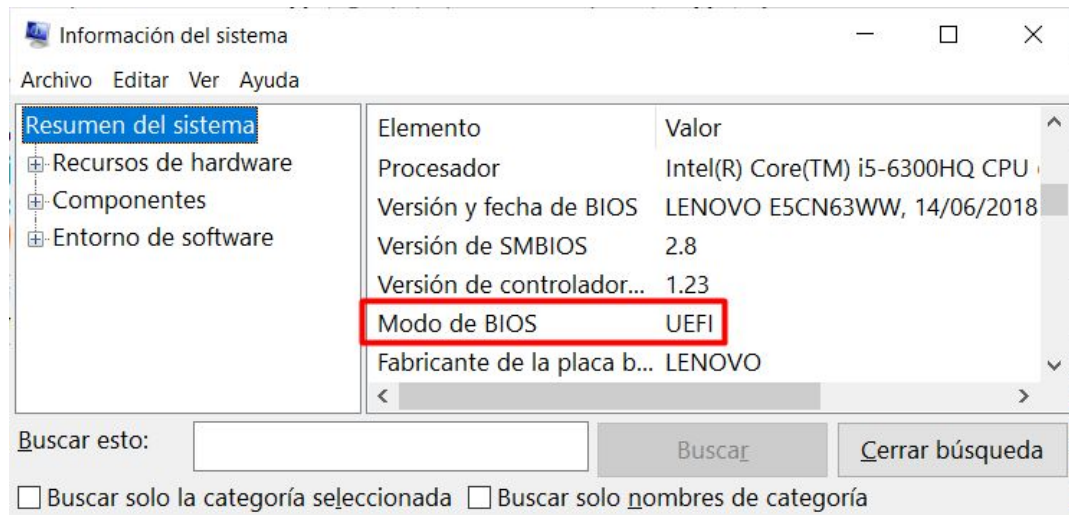 Información del sistema
Archivo Editar Ver Ayuda
Resumen del sistema
Recursos de hardware
Componentes
Entorno de software
Elemento Valor
Procesador Intel(R) Core(TM) i5-6300HQ CPU
Versión y fecha de BIOS LENOVO E5CN63WW, 14/06/2018
Versión de SMBIOS 2.8
Versión de controlador... 1.23
Modo de BIOS UEFI
Fabricante de la placa b... LENOVO
Buscar esto: Buscar Cerrar búsqueda
Buscar solo la categoría seleccionada Buscar solo nombres de categoría